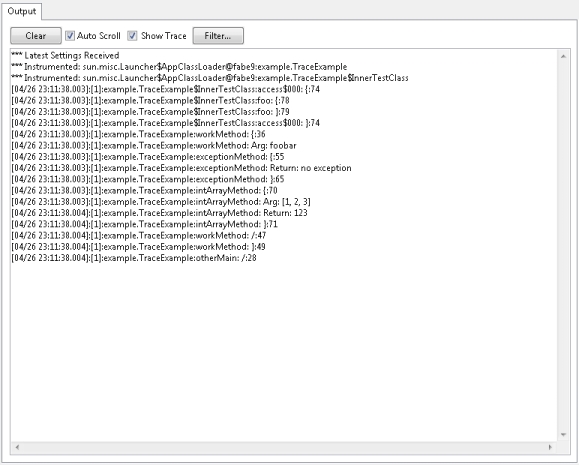 Output
Clear Auto Scroll Show Trace Filter...
*** Latest Settings Received
*** Instrumented: sun.misc.Launcher$AppClassLoader@fabe9:example.TraceExample
*** Instrumented: sun.misc.Launcher$AppClassLoader@fabe9:example.TraceExample$InnerTestClass
[04/26 23:11:38.003]:[1]:example.TraceExample$InnerTestClass:access$000: {:74
[04/26 23:11:38.003]:[1]:example.TraceExample$InnerTestClass:foo: {:78
[04/26 23:11:38.003]:[1]:example.TraceExample$InnerTestClass:foo: }:79
[04/26 23:11:38.003]:[1]:example.TraceExample$InnerTestClass:access$000: }:74
[04/26 23:11:38.003]:[1]:example.TraceExample:workMethod: {:36
[04/26 23:11:38.003]:[1]:example.TraceExample:workMethod: Arg: foobar
[04/26 23:11:38.003]:[1]:example.TraceExample:exceptionMethod: {:55
[04/26 23:11:38.003]:[1]:example.TraceExample:exceptionMethod: Return: no exception
[04/26 23:11:38.003]:[1]:example.TraceExample:exceptionMethod: }:65
[04/26 23:11:38.003]:[1]:example.TraceExample:intArrayMethod: {:70
[04/26 23:11:38.003]:[1]:example.TraceExample:intArrayMethod: Arg: [1, 2, 3]
[04/26 23:11:38.004]:[1]:example.TraceExample:intArrayMethod: Return: 123
[04/26 23:11:38.004]:[1]:example.TraceExample:intArrayMethod: }:71
[04/26 23:11:38.004]:[1]:example.TraceExample:workMethod: /:47
[04/26 23:11:38.004]:[1]:example.TraceExample:workMethod: }:49
[04/26 23:11:38.004]:[1]:example.TraceExample:otherMain: /:28